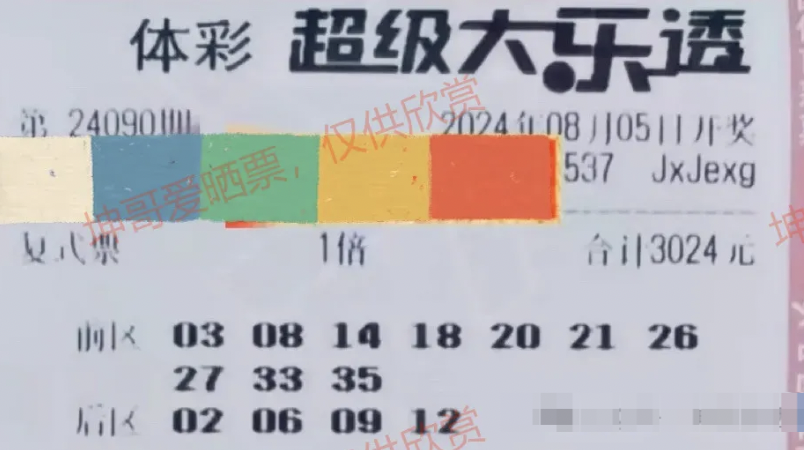 体彩 超级大乐透
第 24090期
2024年08月05日开奖
537 JxJexg
复式票 1倍 合计3024元
前区 03 08 14 18 20 21 26
27 33 35
后区 02 06 09 12
坤哥爱晒票，仅供欣赏
供欣赏
坤